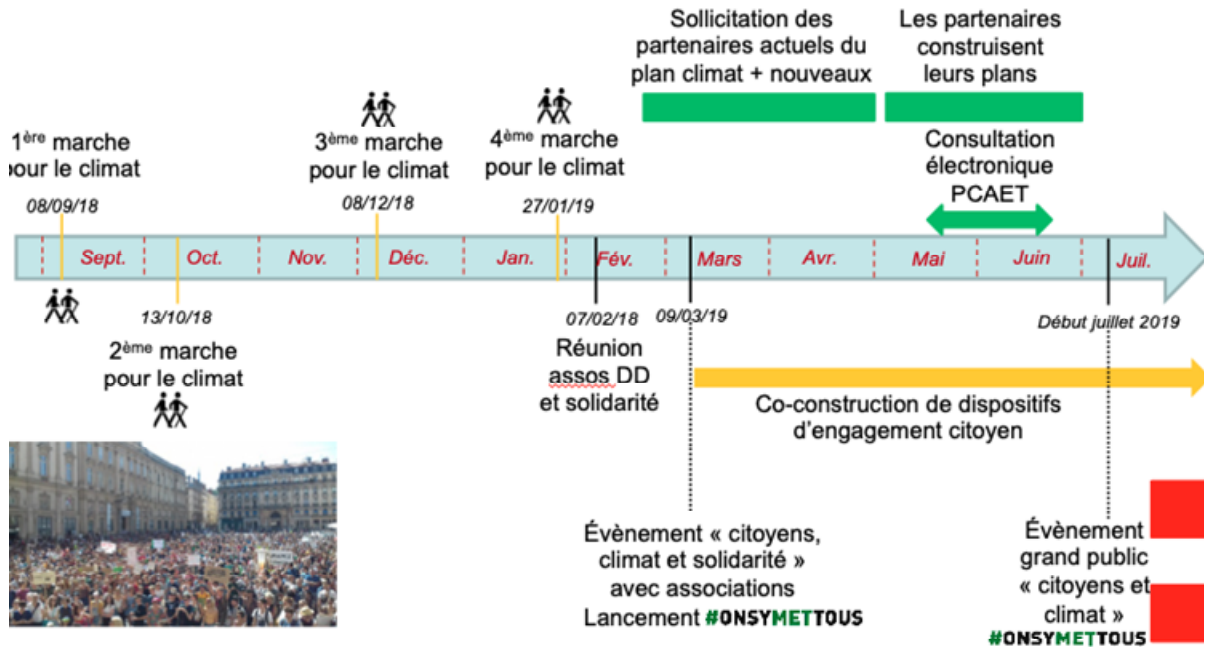 Sollicitation des
partenaires actuels du
plan climat + nouveaux
Les partenaires
construisent
leurs plans
1ère marche
pour le climat
08/09/18
3ème marche
pour le climat
08/12/18
4ème marche
pour le climat
27/01/19
Consultation
électronique
PCAET
Sept.
Oct.
Nov.
Déc.
Jan.
Fév.
Mars
Avr.
Mai
Juin
Juil.
13/10/18
2ème marche
pour le climat
07/02/18
Réunion
assos DD
et solidarité
09/03/19
Début juillet 2019
Co-construction de dispositifs
d'engagement citoyen
Évènement « citoyens,
climat et solidarité »
avec associations
Lancement #ONSYMETTOUS
Évènement
grand public
« citoyens et
climat »
#ONSYMETTOUS